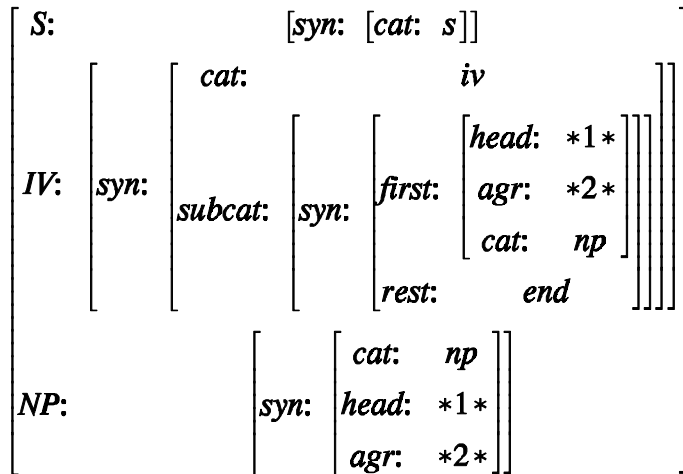 S: [syn: [cat: s]]
cat: iv
head: *1*
IV: syn: subcat: syn: first: agr: *2*
cat: np
rest: end
cat: np
NP: syn: head: *1*
agr: *2*